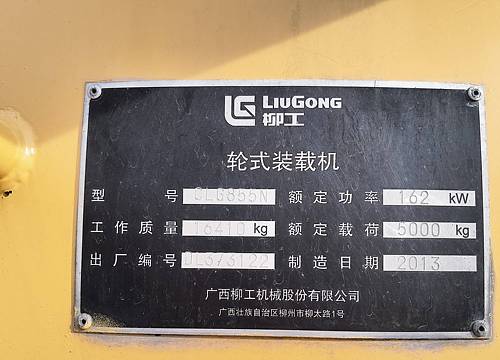 LIUGONG
柳工
轮式装载机
型 号 CLG855N 额定功率 162 kW
工作质量 16410 kg 额定载荷 5000 kg
出厂编号 DL373122 制造日期 2013
广西柳工机械股份有限公司
广西壮族自治区柳州市柳太路1号